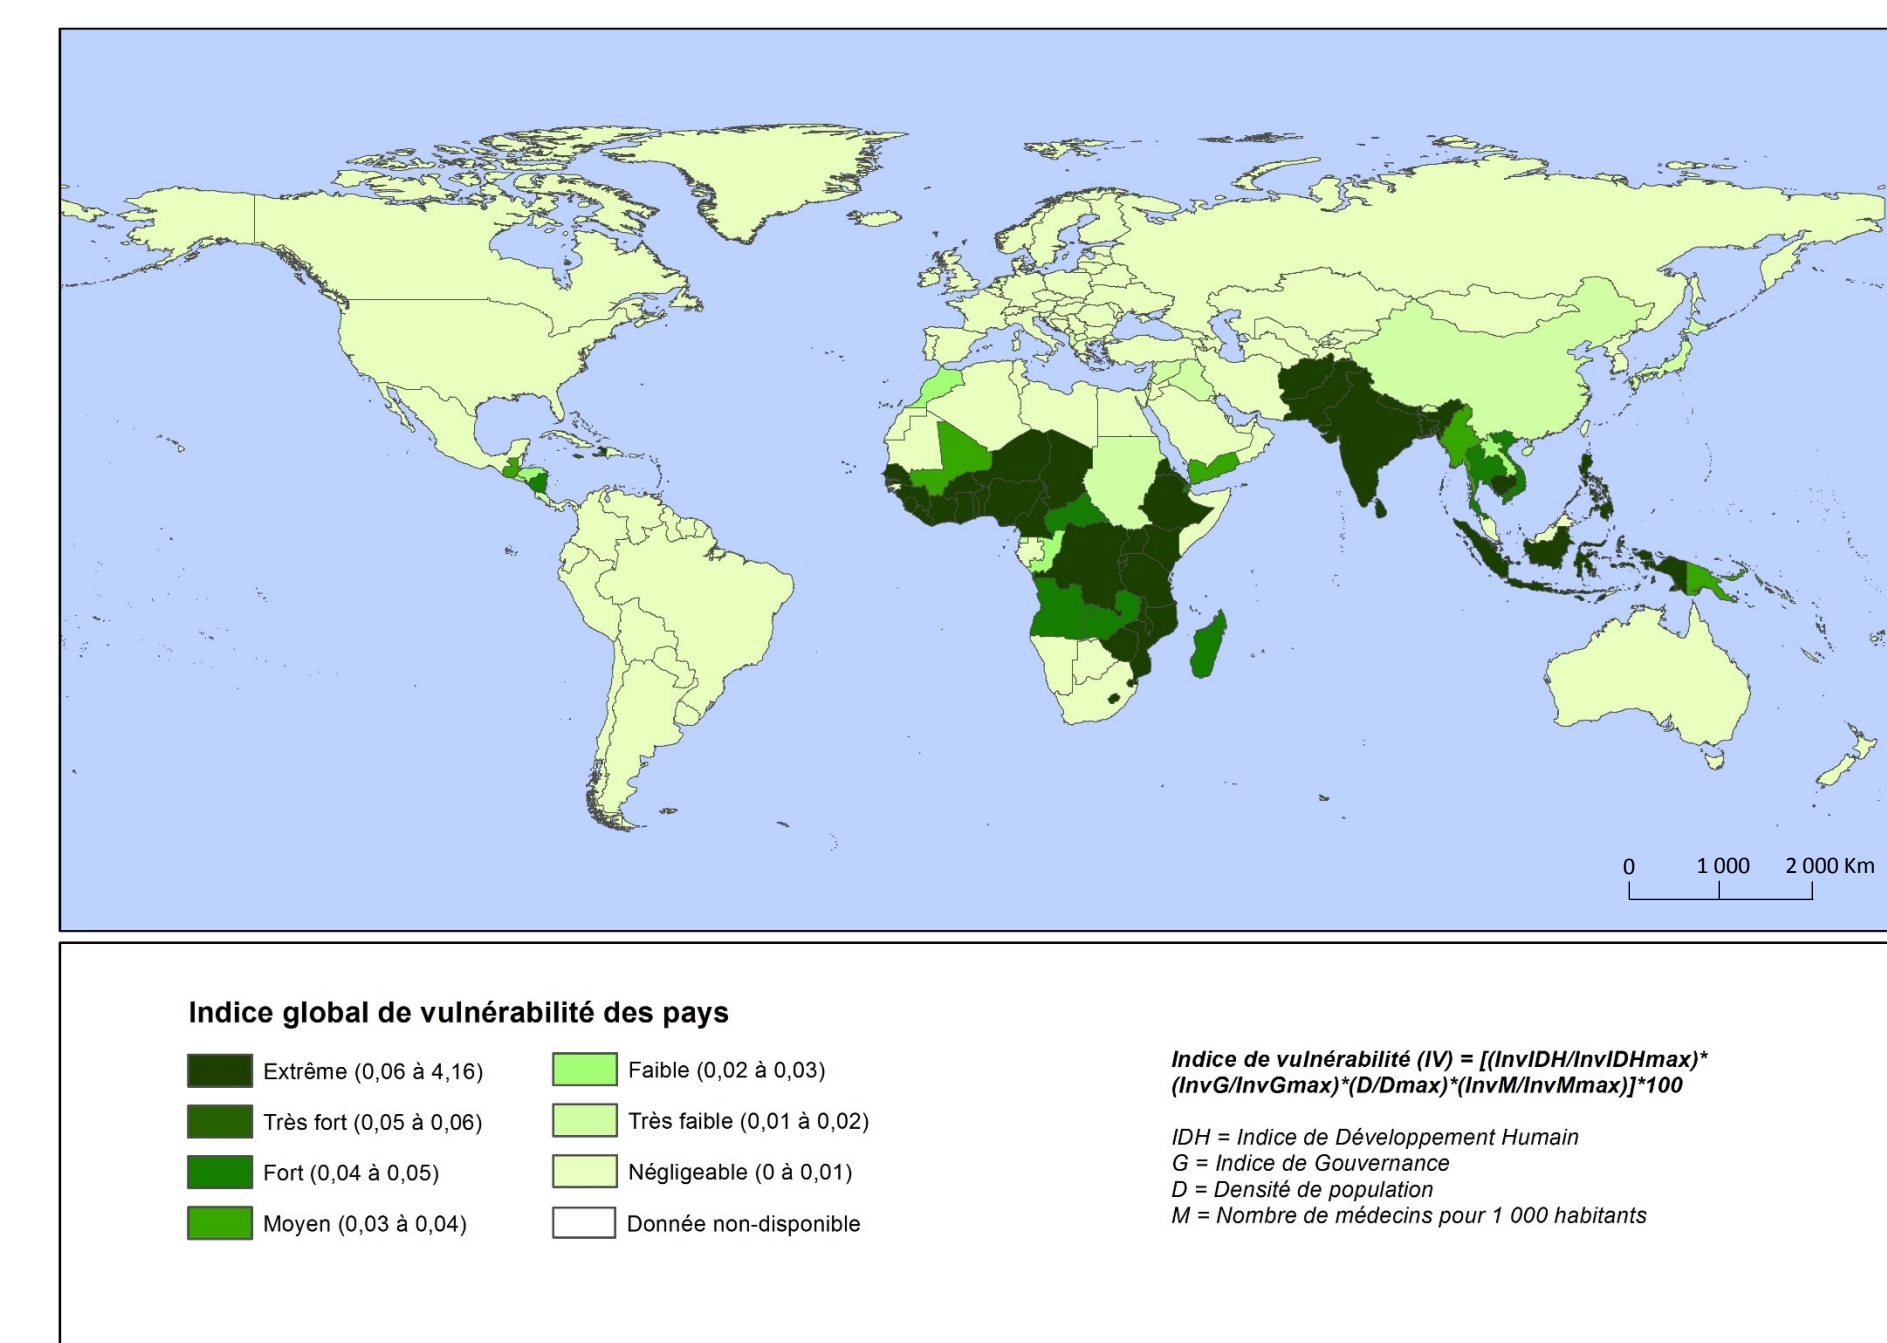 0 1 000 2 000 Km
Indice global de vulnérabilité des pays
Extrême (0,06 à 4,16)
Très fort (0,05 à 0,06)
Fort (0,04 à 0,05)
Moyen (0,03 à 0,04)
Faible (0,02 à 0,03)
Très faible (0,01 à 0,02)
Négligeable (0 à 0,01)
Donnée non-disponible
Indice de vulnérabilité (IV) = [(InvIDH/InvIDHmax)*
(InvG/InvGmax)*(D/Dmax)*(InvM/InvMmax)]*100
IDH = Indice de Développement Humain
G = Indice de Gouvernance
D = Densité de population
M = Nombre de médecins pour 1 000 habitants